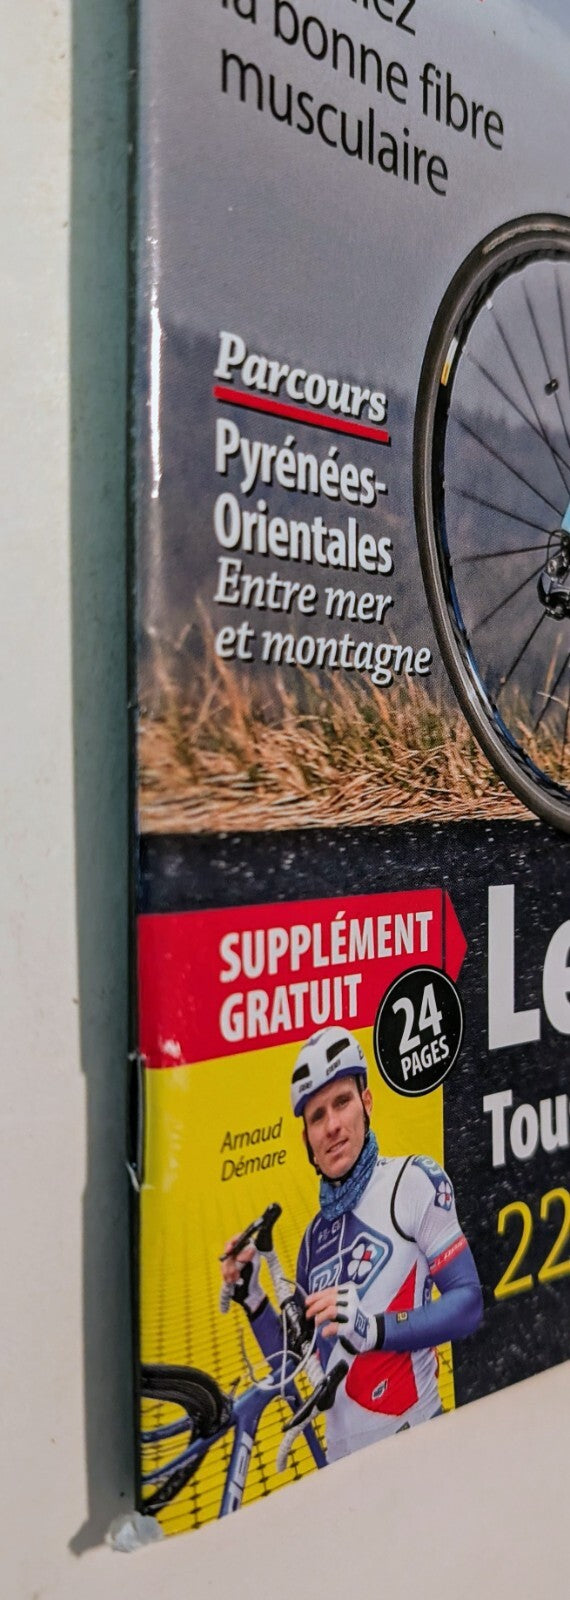 la bonne fibre
musculaire
Parcours
Pyrénées-
Orientales
Entre mer
et montagne
SUPPLÉMENT
GRATUIT
24
PAGES
Arnaud
Démare
Le
Tou
22
FDJ